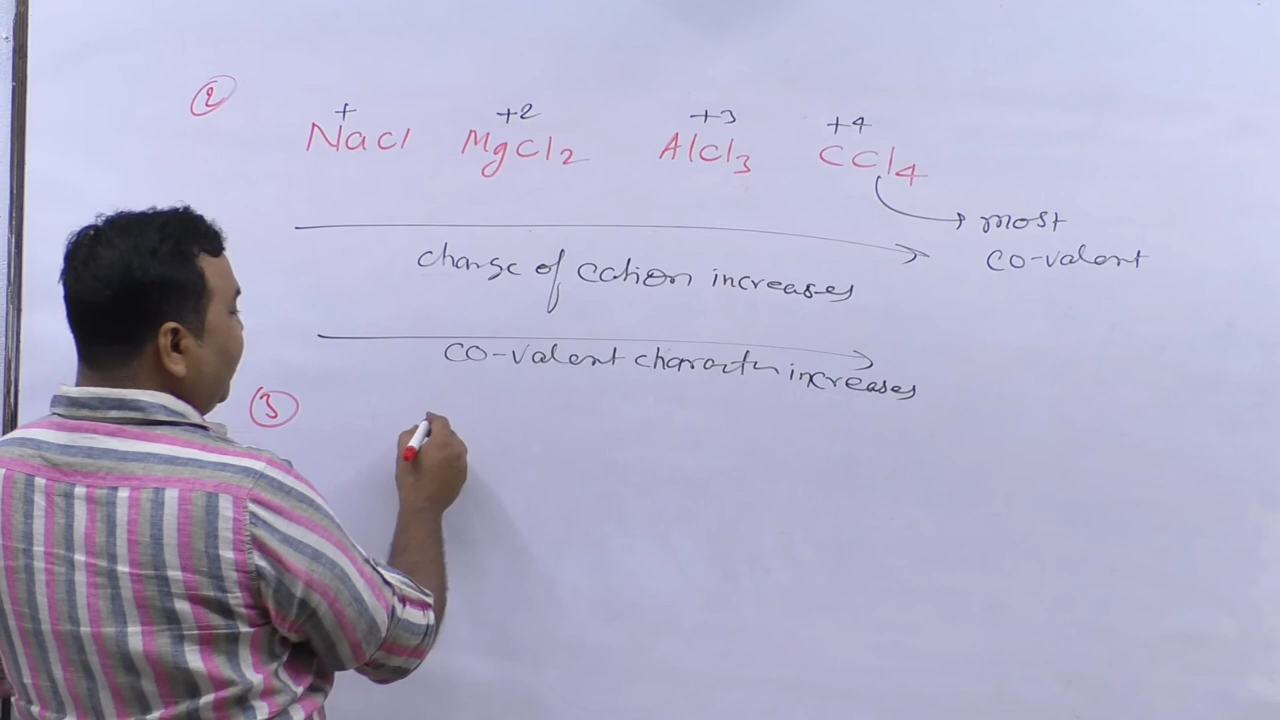 2
+ +2 +3 +4
NaCl MgCl2 AlCl3 CCl4
most
co-valent
charge of cation increases
co-valent character increases
3